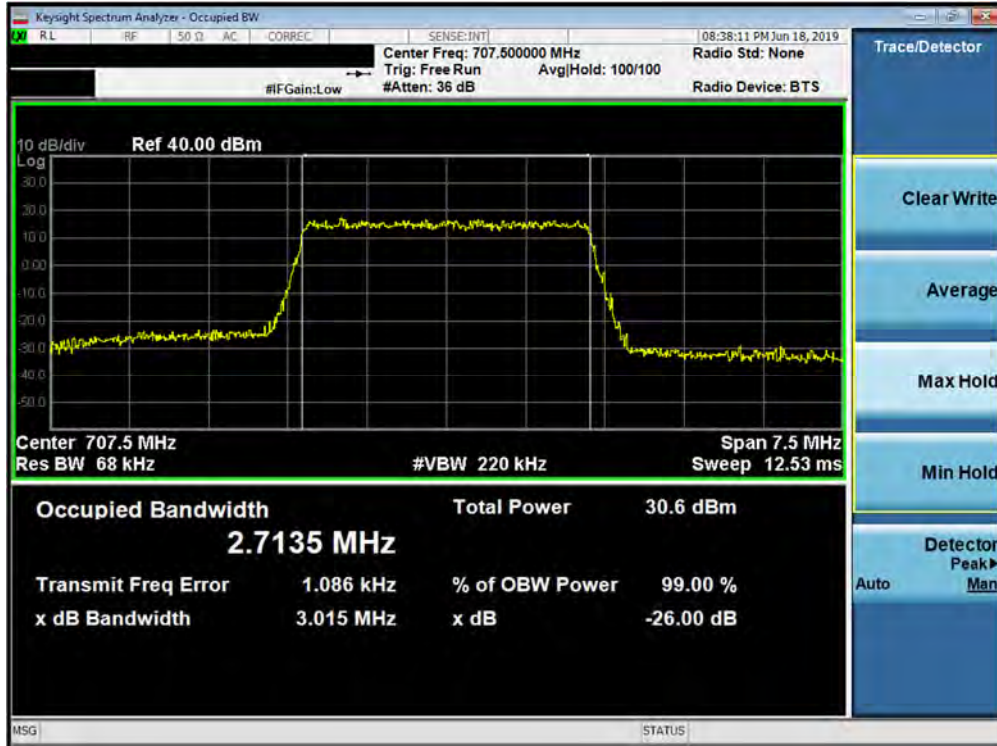 Keysight Spectrum Analyzer - Occupied BW
LXI RL RF 50 Ω AC CORREC SENSE:INT 08:38:11 PM Jun 18, 2019
Center Freq: 707.500000 MHz Radio Std: None
Trig: Free Run Avg|Hold: 100/100
#IFGain:Low #Atten: 36 dB Radio Device: BTS
10 dB/div Ref 40.00 dBm
Log
30.0
20.0
10.0
0.00
-10.0
-20.0
-30.0
-40.0
-50.0
Center 707.5 MHz Span 7.5 MHz
Res BW 68 kHz #VBW 220 kHz Sweep 12.53 ms
Occupied Bandwidth Total Power 30.6 dBm
2.7135 MHz
Transmit Freq Error 1.086 kHz % of OBW Power 99.00 %
x dB Bandwidth 3.015 MHz x dB -26.00 dB
MSG STATUS
Trace/Detector
Clear Write
Average
Max Hold
Min Hold
Detector
Peak▶
Auto Man